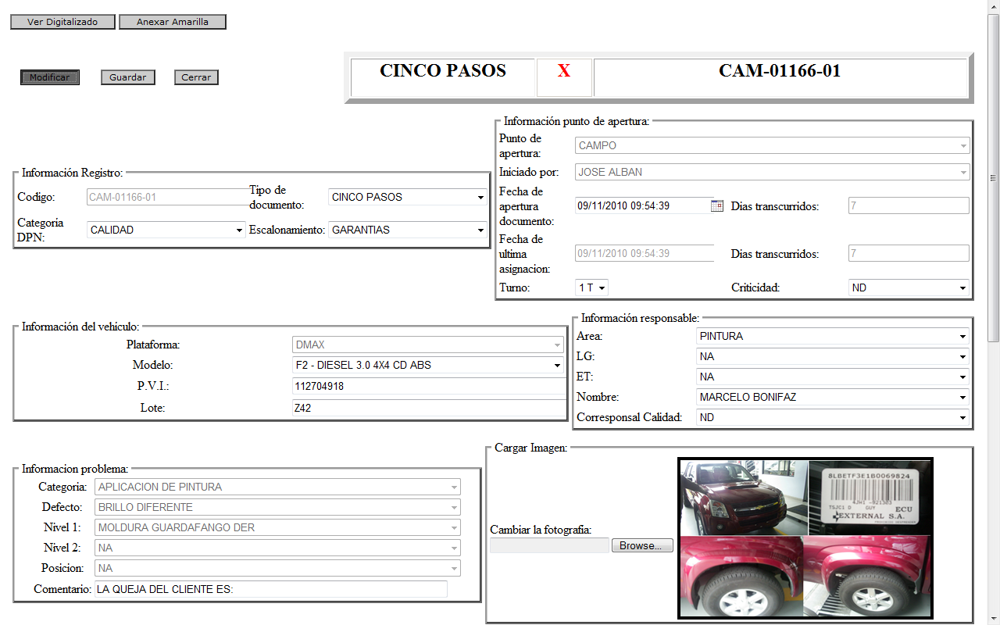 Ver Digitalizado Anexar Amarilla
Modificar Guardar Cerrar
CINCO PASOS X CAM-01166-01
Información punto de apertura:
Punto de
apertura: CAMPO
Iniciado por: JOSE ALBAN
Fecha de
apertura
documento: 09/11/2010 09:54:39 Dias transcurridos: 7
Fecha de
ultima
asignacion: 09/11/2010 09:54:39 Dias transcurridos: 7
Turno: 1 T Criticidad: ND
Información Registro:
Codigo: CAM-01166-01 Tipo de
documento: CINCO PASOS
Categoria
DPN: CALIDAD Escalonamiento: GARANTIAS
Información del vehiculo:
Plataforma: DMAX
Modelo: F2 - DIESEL 3.0 4X4 CD ABS
P.V.I.: 112704918
Lote: Z42
Información responsable:
Area: PINTURA
LG: NA
ET: NA
Nombre: MARCELO BONIFAZ
Corresponsal Calidad: ND
Informacion problema:
Categoria: APLICACION DE PINTURA
Defecto: BRILLO DIFERENTE
Nivel 1: MOLDURA GUARDAFANGO DER
Nivel 2: NA
Posicion: NA
Comentario: LA QUEJA DEL CLIENTE ES:
Cargar Imagen:
Cambiar la fotografia:
Browse...
8LBETF3E1B0069824
TSJC1 D GUY ECU
EXTERNAL S.A.